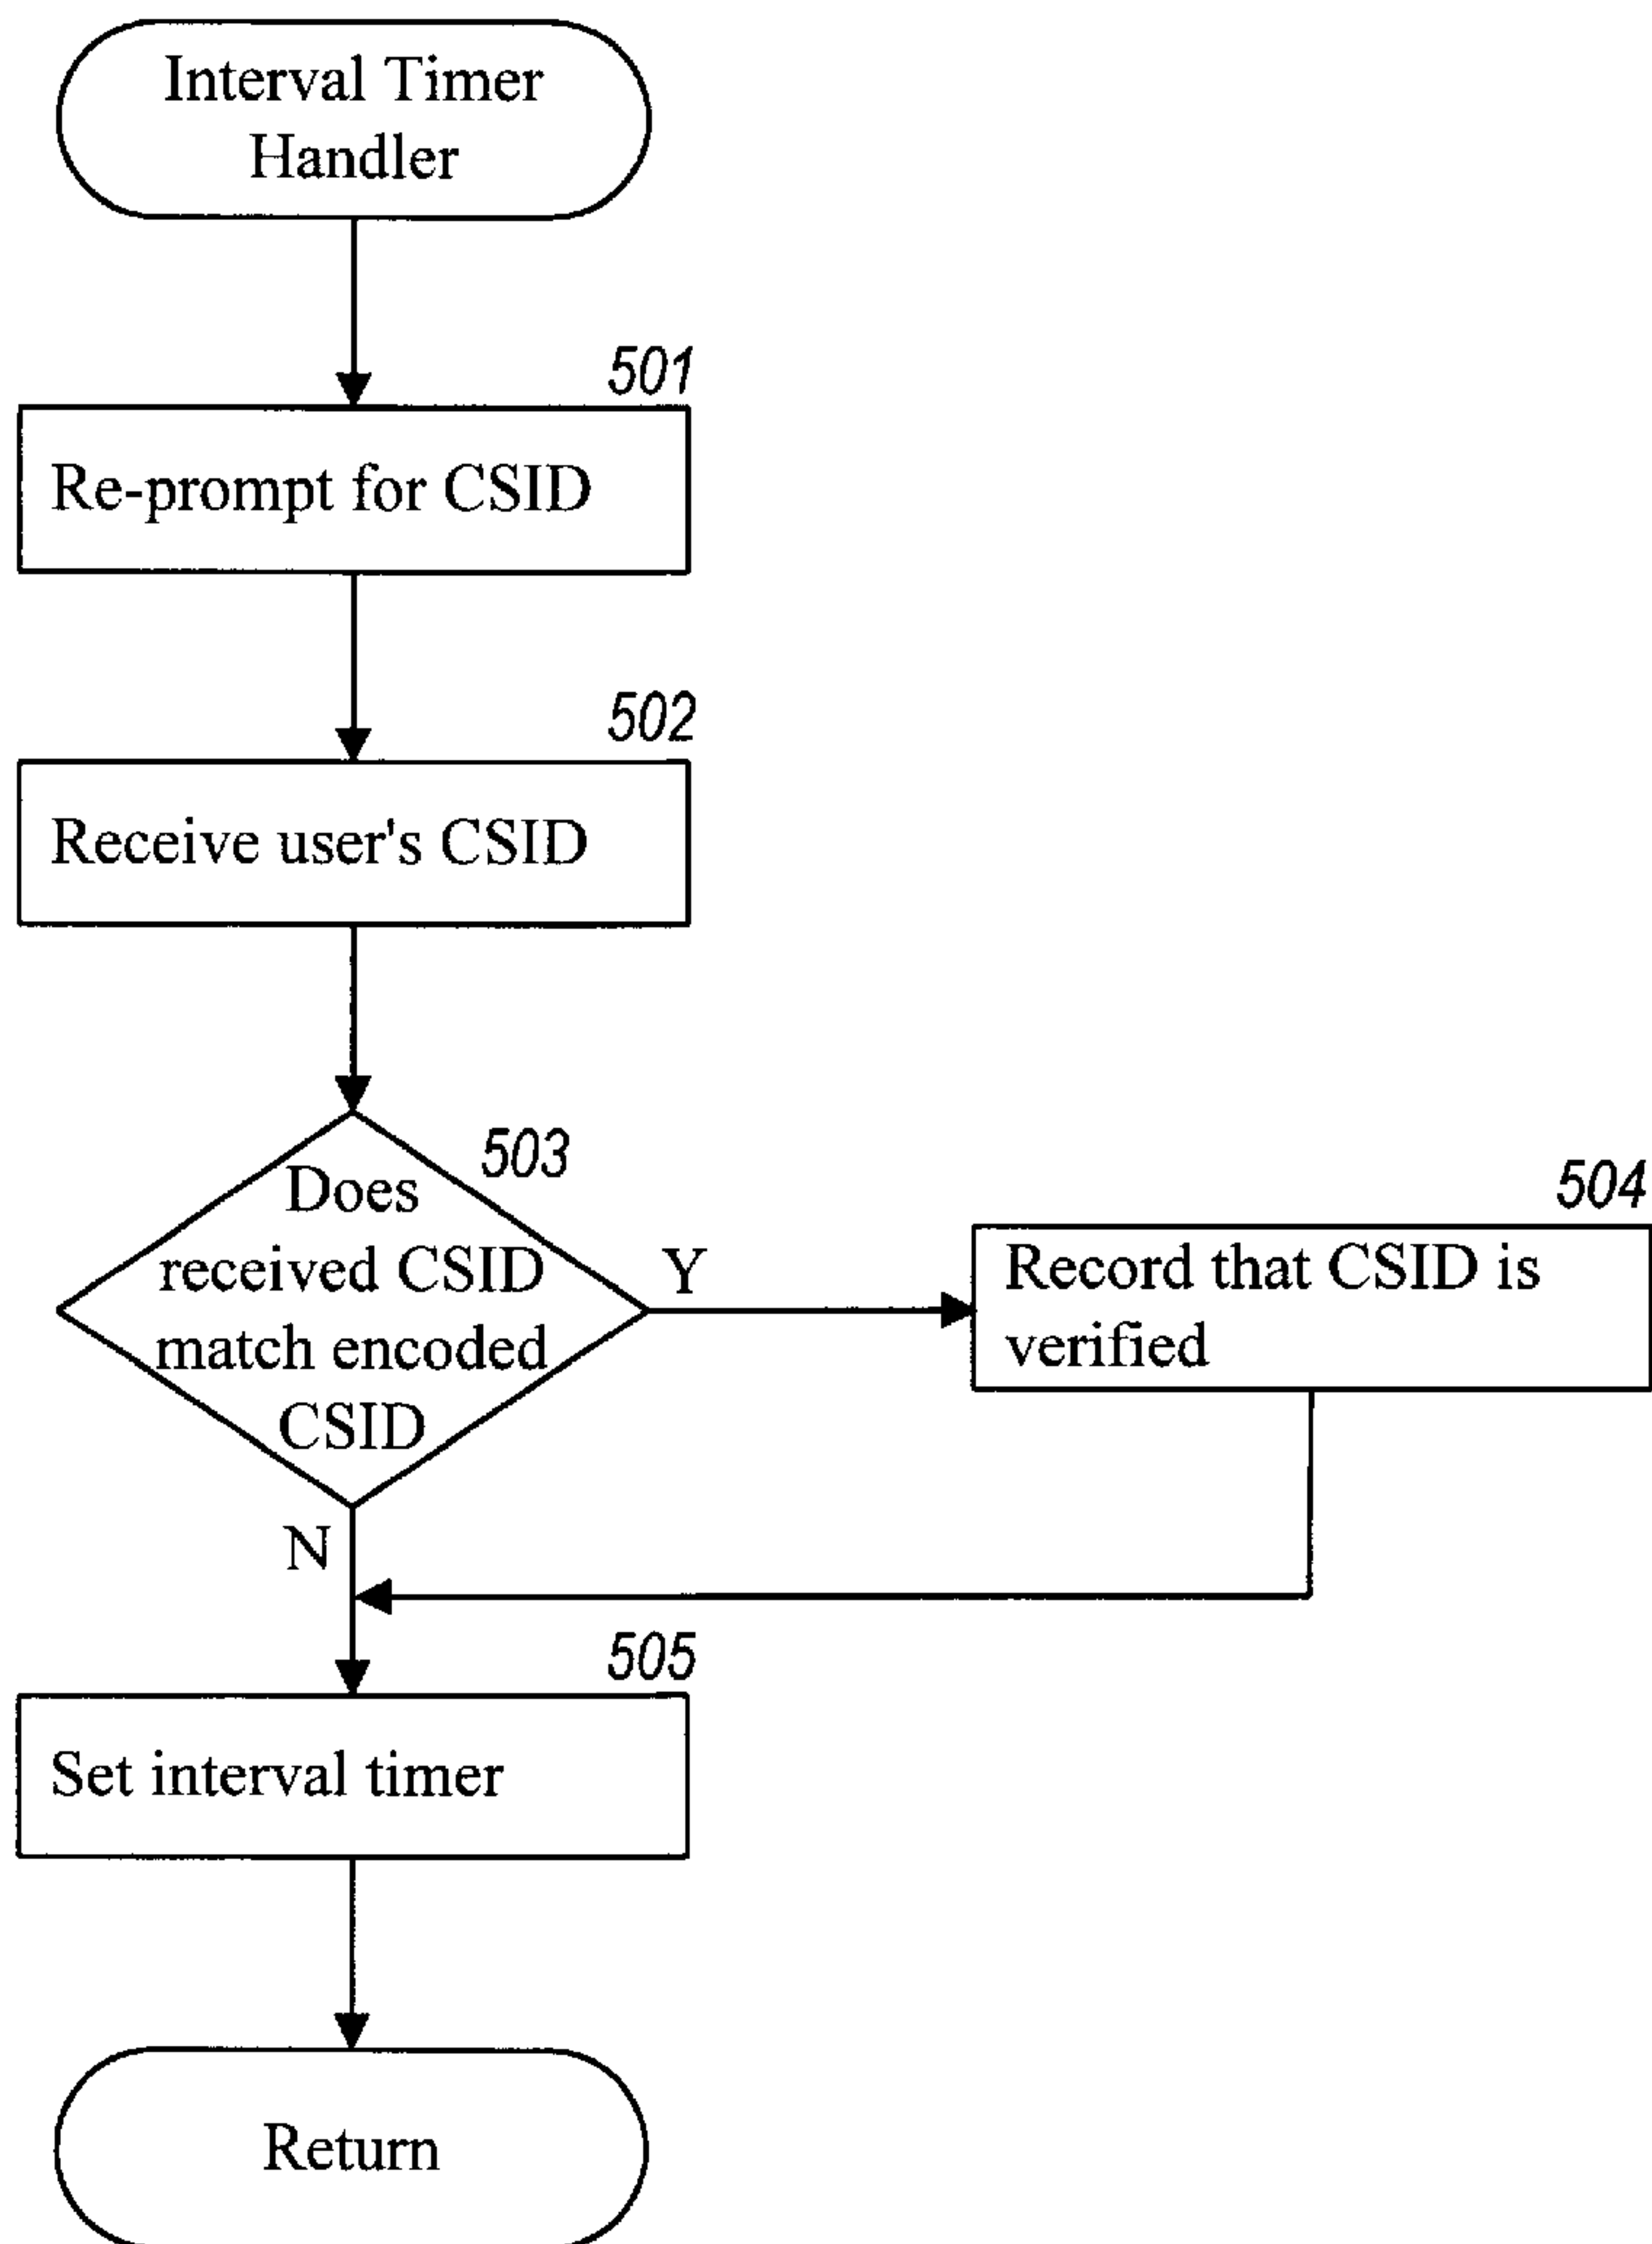 Interval Timer
Handler
501
Re-prompt for CSID
502
Receive user's CSID
503
Does
received CSID
match encoded
CSID
Y
504
Record that CSID is
verified
N
505
Set interval timer
Return